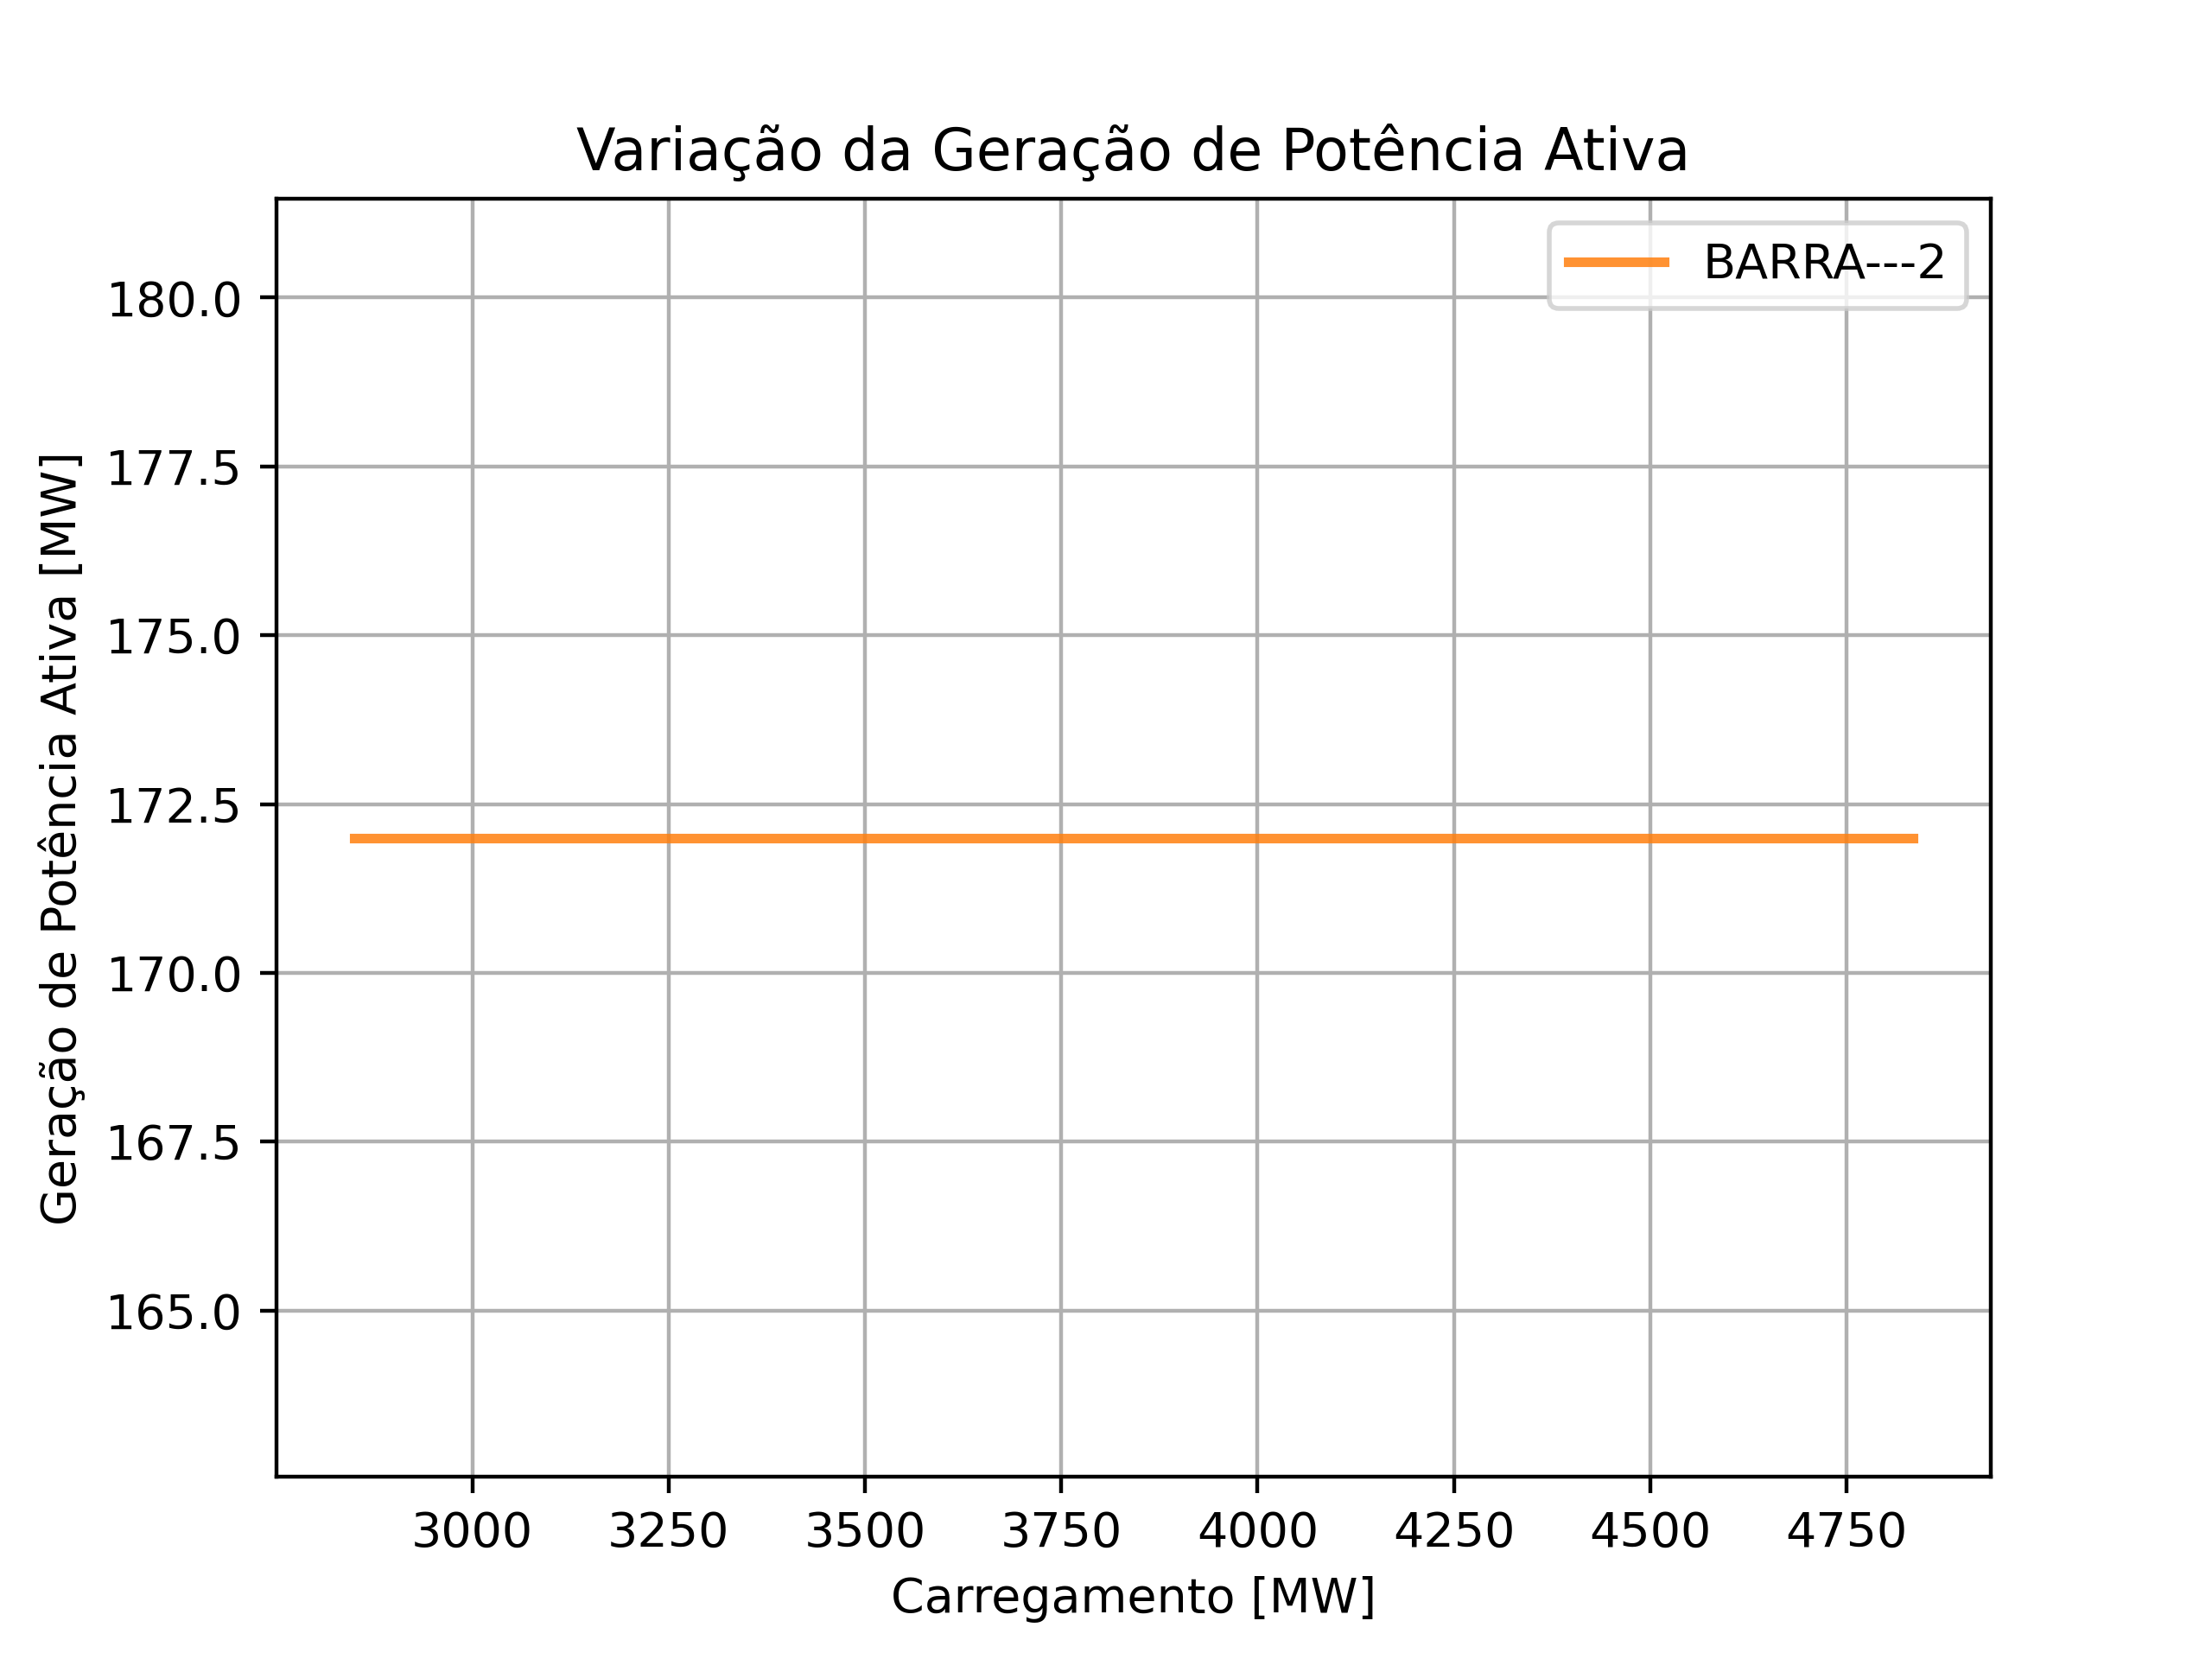 Variação da Geração de Potência Ativa
BARRA---2
Geração de Potência Ativa [MW]
180.0
177.5
175.0
172.5
170.0
167.5
165.0
3000 3250 3500 3750 4000 4250 4500 4750
Carregamento [MW]